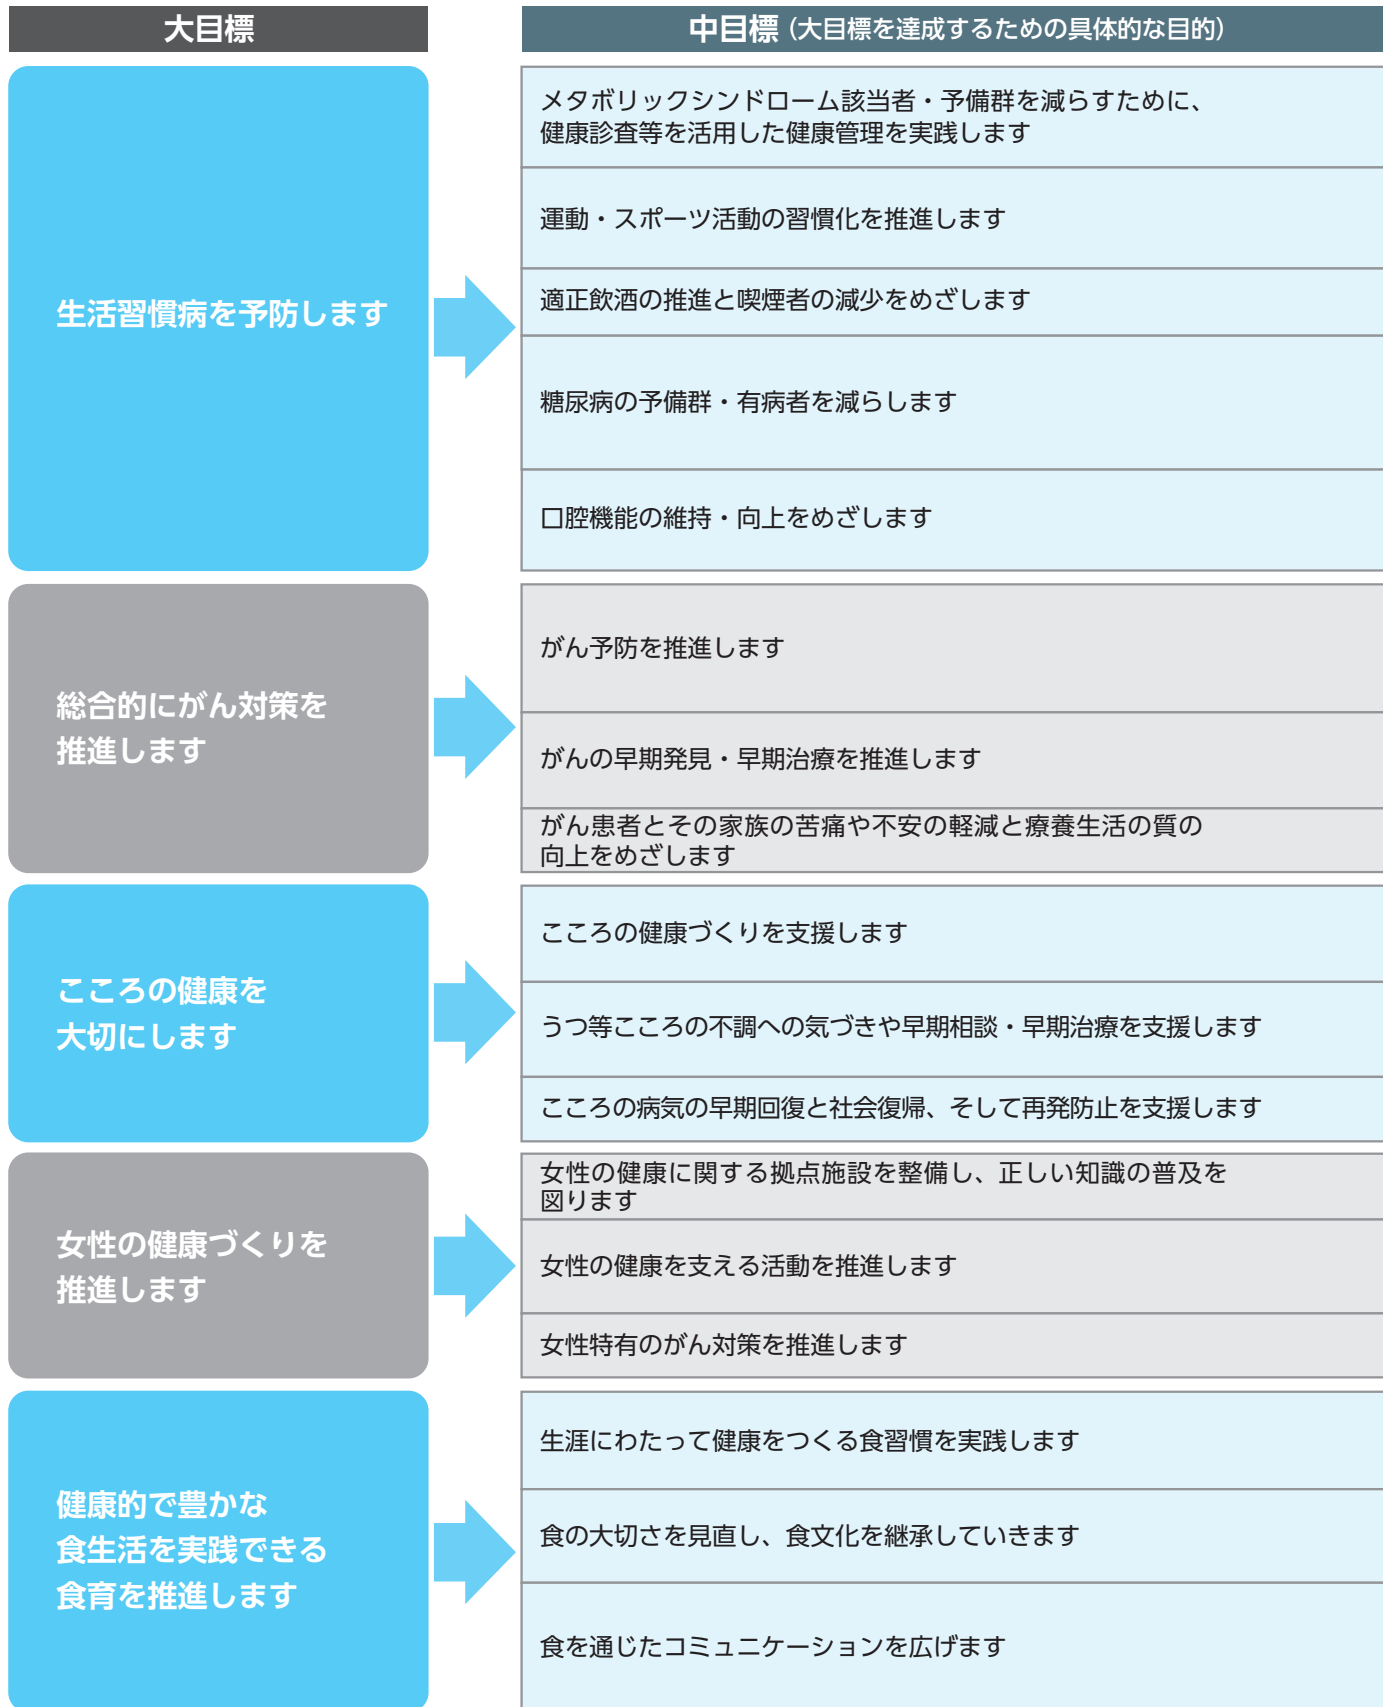 大目標
中目標（大目標を達成するための具体的な目的）
生活習慣病を予防します
メタボリックシンドローム該当者・予備群を減らすために、
健康診査等を活用した健康管理を実践します
運動・スポーツ活動の習慣化を推進します
適正飲酒の推進と喫煙者の減少をめざします
糖尿病の予備群・有病者を減らします
口腔機能の維持・向上をめざします
総合的にがん対策を
推進します
がん予防を推進します
がんの早期発見・早期治療を推進します
がん患者とその家族の苦痛や不安の軽減と療養生活の質の
向上をめざします
こころの健康を
大切にします
こころの健康づくりを支援します
うつ等こころの不調への気づきや早期相談・早期治療を支援します
こころの病気の早期回復と社会復帰、そして再発防止を支援します
女性の健康づくりを
推進します
女性の健康に関する拠点施設を整備し、正しい知識の普及を
図ります
女性の健康を支える活動を推進します
女性特有のがん対策を推進します
健康的で豊かな
食生活を実践できる
食育を推進します
生涯にわたって健康をつくる食習慣を実践します
食の大切さを見直し、食文化を継承していきます
食を通じたコミュニケーションを広げます